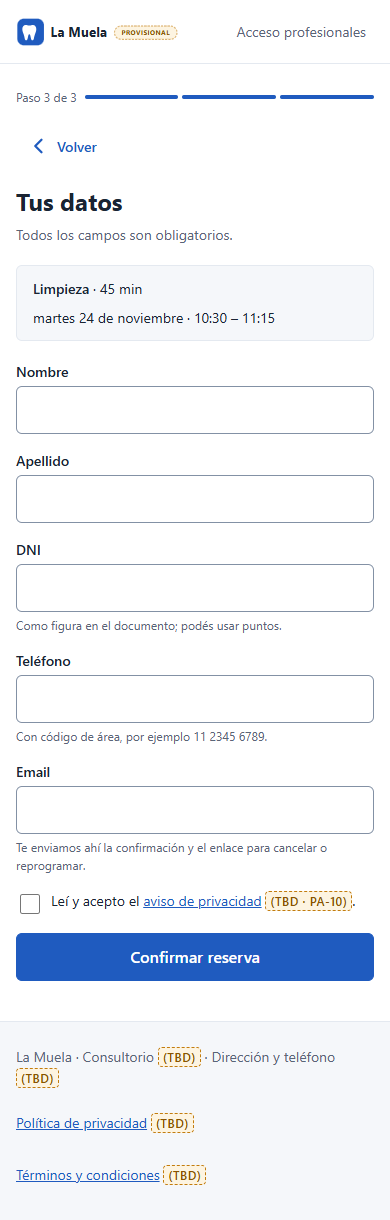 La Muela PROVISIONAL Acceso profesionales
Paso 3 de 3
Volver
Tus datos
Todos los campos son obligatorios.
Limpieza · 45 min
martes 24 de noviembre · 10:30 – 11:15
Nombre
Apellido
DNI
Como figura en el documento; podés usar puntos.
Teléfono
Con código de área, por ejemplo 11 2345 6789.
Email
Te enviamos ahí la confirmación y el enlace para cancelar o
reprogramar.
Leí y acepto el aviso de privacidad (TBD · PA-10).
Confirmar reserva
La Muela · Consultorio (TBD) · Dirección y teléfono
(TBD)
Política de privacidad (TBD)
Términos y condiciones (TBD)